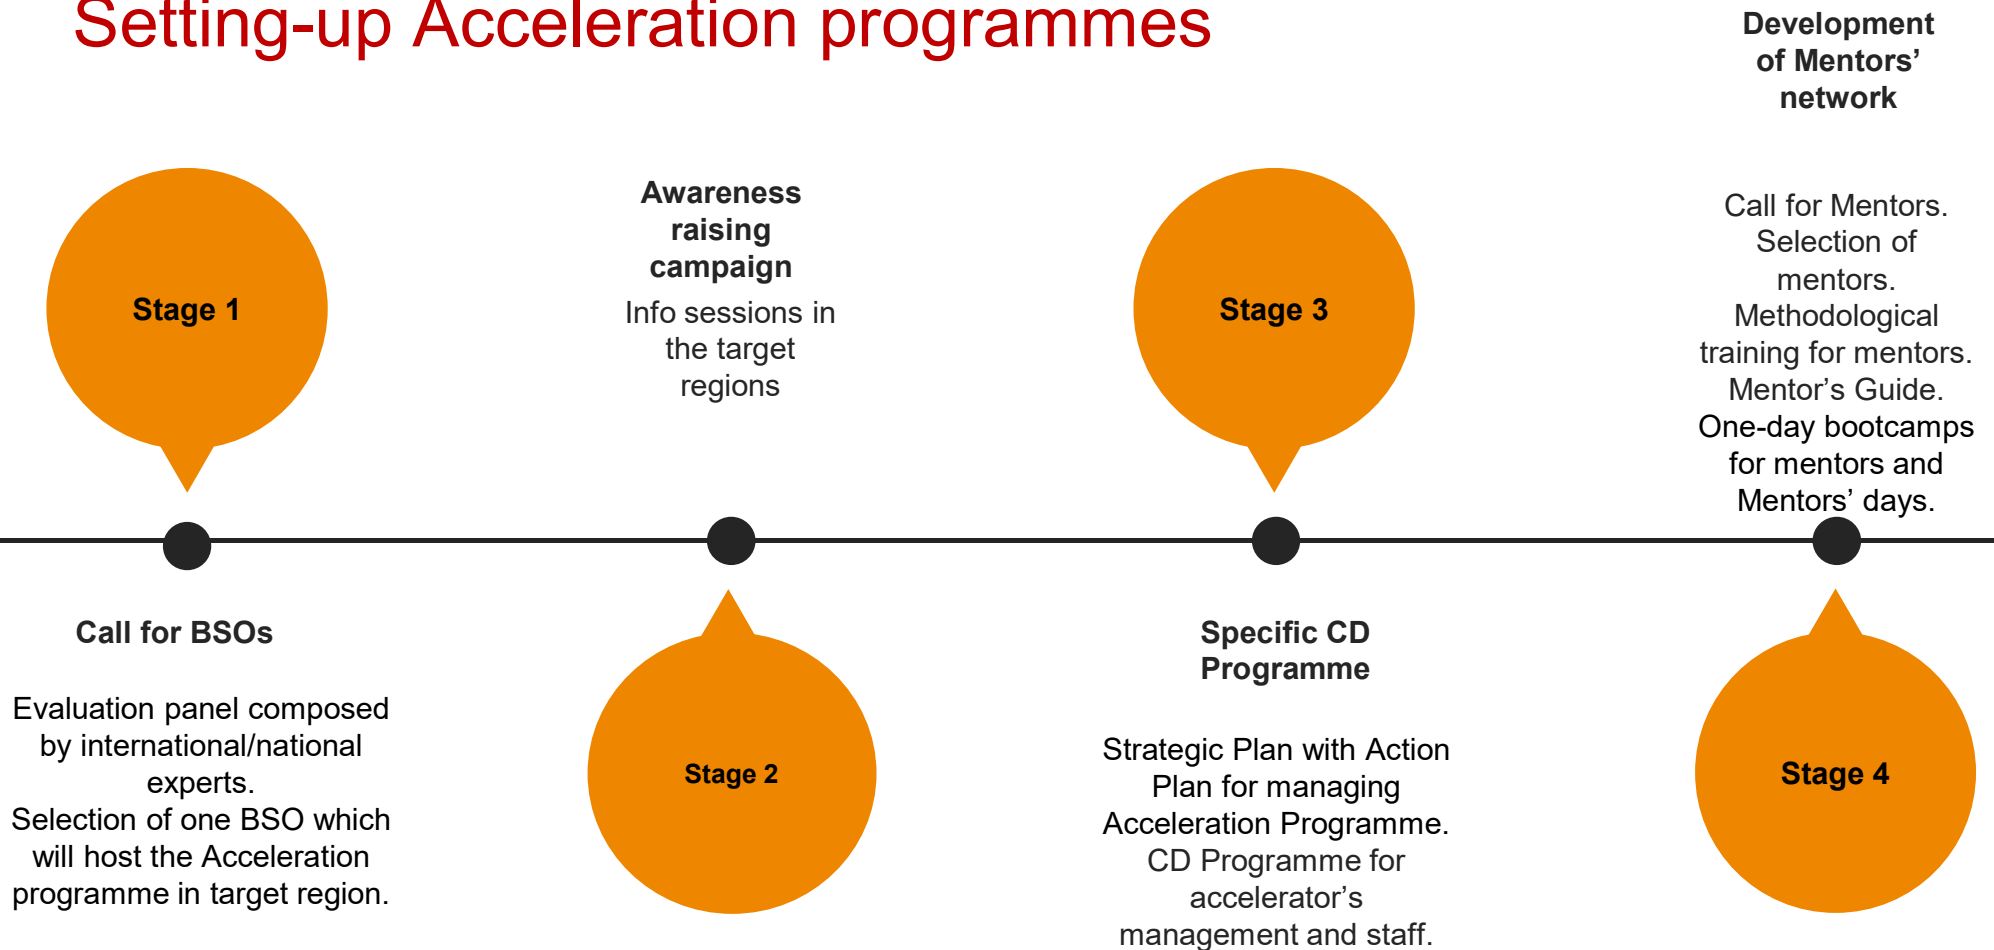 Setting-up Acceleration programmes
Stage 1
Call for BSOs
Evaluation panel composed
by international/national
experts.
Selection of one BSO which
will host the Acceleration
programme in target region.
Awareness
raising
campaign
Info sessions in
the target
regions
Stage 2
Stage 3
Specific CD
Programme
Strategic Plan with Action
Plan for managing
Acceleration Programme.
CD Programme for
accelerator’s
management and staff.
Development
of Mentors’
network
Call for Mentors.
Selection of
mentors.
Methodological
training for mentors.
Mentor’s Guide.
One-day bootcamps
for mentors and
Mentors’ days.
Stage 4